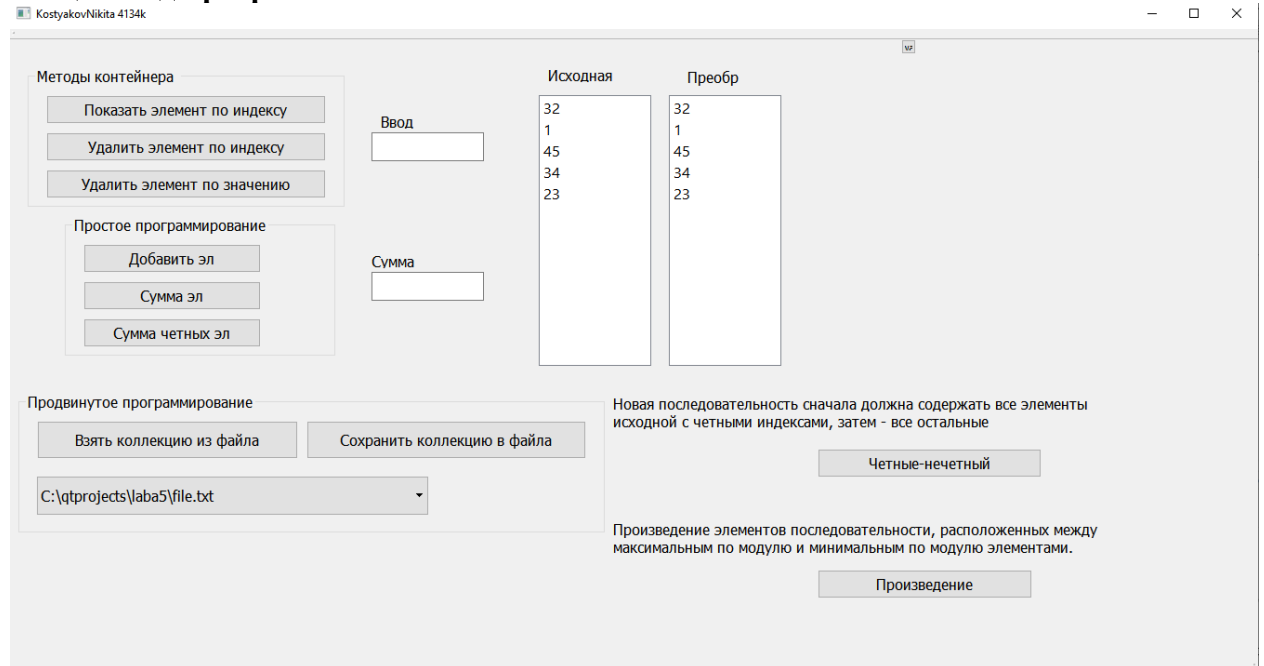 KostyakovNikita 4134k
Методы контейнера
Показать элемент по индексу
Удалить элемент по индексу
Удалить элемент по значению
Ввод
Исходная
32
1
45
34
23
Преобр
32
1
45
34
23
Простое программирование
Добавить эл
Сумма эл
Сумма четных эл
Сумма
Продвинутое программирование
Взять коллекцию из файла
Сохранить коллекцию в файла
C:\qtprojects\laba5\file.txt
Новая последовательность сначала должна содержать все элементы
исходной с четными индексами, затем - все остальные
Четные-нечетный
Произведение элементов последовательности, расположенных между
максимальным по модулю и минимальным по модулю элементами.
Произведение